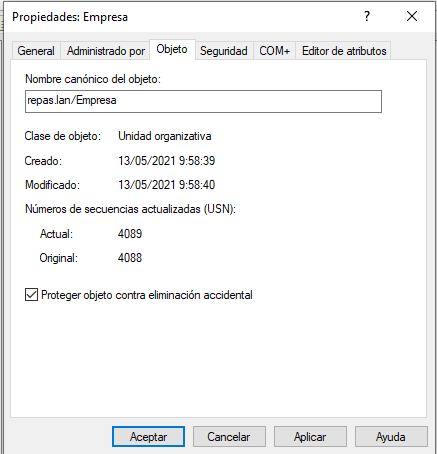 Propiedades: Empresa
?
General Administrado por Objeto Seguridad COM+ Editor de atributos
Nombre canónico del objeto:
repas.lan/Empresa
Clase de objeto: Unidad organizativa
Creado: 13/05/2021 9:58:39
Modificado: 13/05/2021 9:58:40
Números de secuencias actualizadas (USN):
Actual: 4089
Original: 4088
Proteger objeto contra eliminación accidental
Aceptar Cancelar Aplicar Ayuda